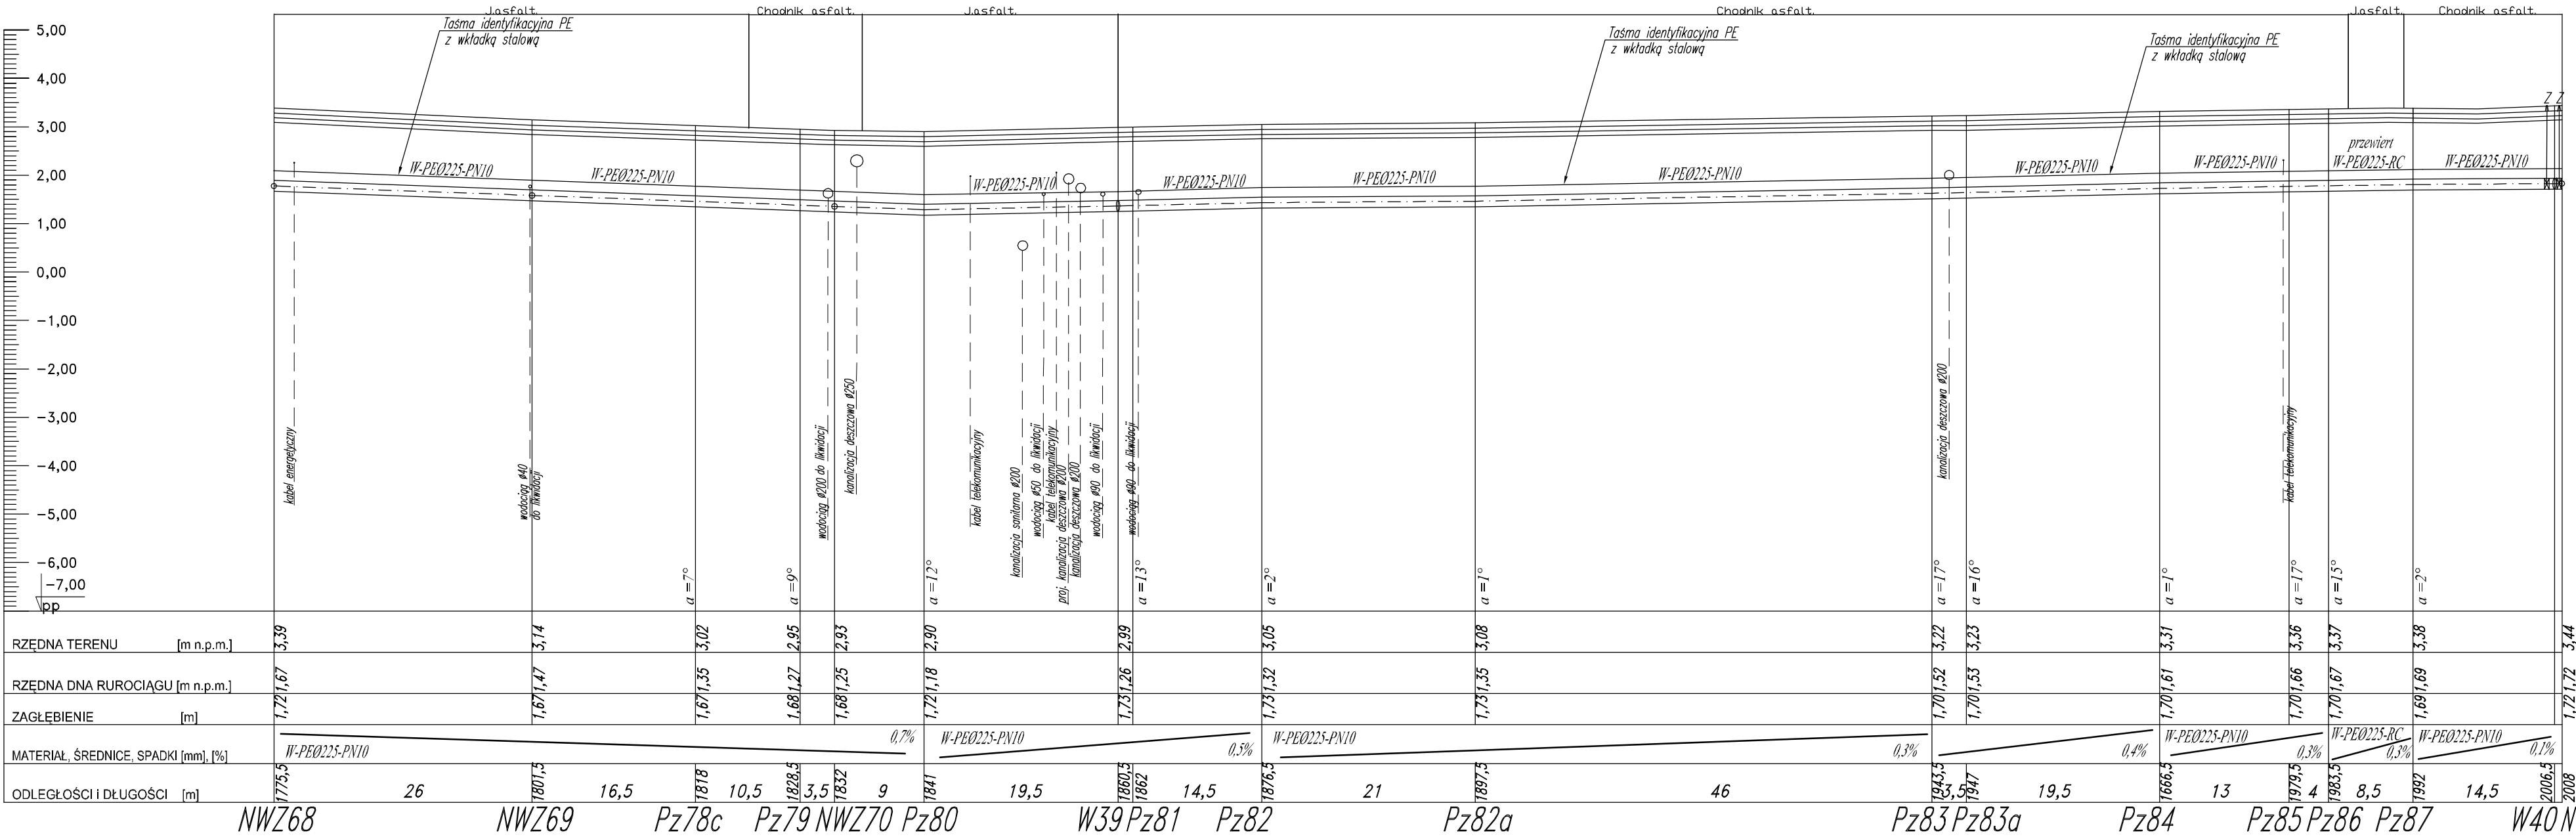 J.asfalt. Chodnik asfalt. J.asfalt. Chodnik asfalt. J.asfalt. Chodnik asfalt.
Taśma identyfikacyjna PE
z wkładką stalową
Taśma identyfikacyjna PE
z wkładką stalową
Taśma identyfikacyjna PE
z wkładką stalową
5,00
4,00
3,00
2,00
1,00
0,00
-1,00
-2,00
-3,00
-4,00
-5,00
-6,00
-7,00
pp
Z Z
przewiert
W-PEØ225-PN10 W-PEØ225-PN10 W-PEØ225-PN10 W-PEØ225-PN10 W-PEØ225-PN10 W-PEØ225-PN10 W-PEØ225-PN10 W-PEØ225-PN10 W-PEØ225-RC W-PEØ225-PN10
kabel energetyczny
wodociąg ø40
do likwidacji
wodociąg ø200 do likwidacji
kanalizacja deszczowa ø250
kabel telekomunikacyjny
kanalizacja sanitarna ø200
wodociąg ø50 do likwidacji
kabel telekomunikacyjny
proj. kanalizacja deszczowa ø200
kanalizacja deszczowa ø200
wodociąg ø90 do likwidacji
wodociąg ø90 do likwidacji
kanalizacja deszczowa ø200
kabel telekomunikacyjny
a=7° a=9° a=12° a=13° a=2° a=1° a=17° a=16° a=1° a=17° a=15° a=2°
RZĘDNA TERENU [m n.p.m.] 3,39 3,14 3,02 2,95 2,93 2,90 2,99 3,05 3,08 3,22 3,23 3,31 3,36 3,37 3,38 3,44
RZĘDNA DNA RUROCIĄGU [m n.p.m.] 1,67 1,47 1,35 1,27 1,25 1,18 1,26 1,32 1,35 1,52 1,53 1,61 1,66 1,67 1,69 1,72
ZAGŁĘBIENIE [m] 1,72 1,67 1,67 1,68 1,68 1,72 1,73 1,73 1,73 1,70 1,70 1,70 1,70 1,70 1,69 1,72
MATERIAŁ, ŚREDNICE, SPADKI [mm], [%] W-PEØ225-PN10 0,7% W-PEØ225-PN10 0,5% W-PEØ225-PN10 0,3% 0,4% W-PEØ225-PN10 0,3% W-PEØ225-RC 0,3% W-PEØ225-PN10 0,1%
ODLEGŁOŚCI i DŁUGOŚCI [m] 1775,5 26 1801,5 16,5 1818 10,5 1828,5 3,5 1832 9 1841 19,5 1860,5 1862 14,5 1876,5 21 1897,5 46 1943,5 3,5 1947 19,5 1666,5 13 1979,5 4 1983,5 8,5 1992 14,5 2006,5 2008
NWZ68 NWZ69 Pz78c Pz79 NWZ70 Pz80 W39 Pz81 Pz82 Pz82a Pz83 Pz83a Pz84 Pz85 Pz86 Pz87 W40 N